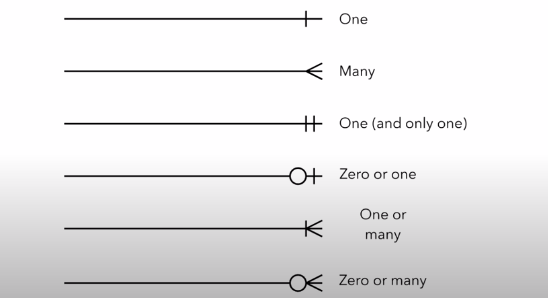 One
Many
One (and only one)
Zero or one
One or
many
Zero or many